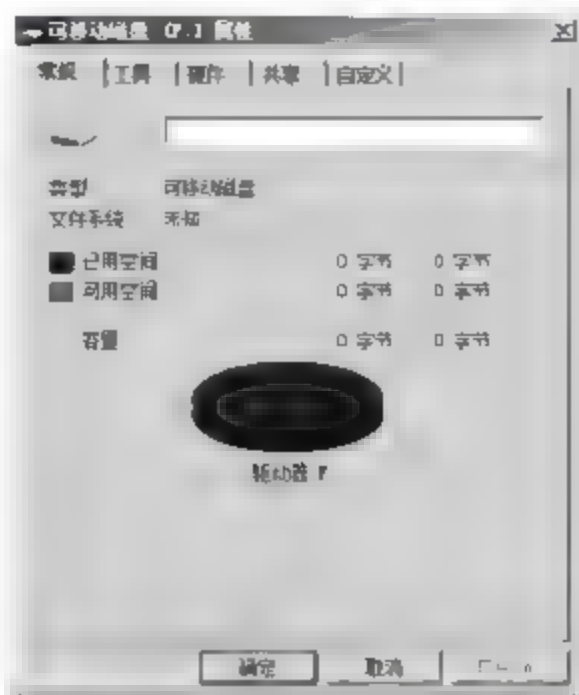 可移动磁盘 (F:) 属性
常规 工具 硬件 共享 自定义
类型 可移动磁盘
文件系统 未知
已用空间 0 字节 0 字节
可用空间 0 字节 0 字节
容量 0 字节 0 字节
驱动器 F
确定 取消